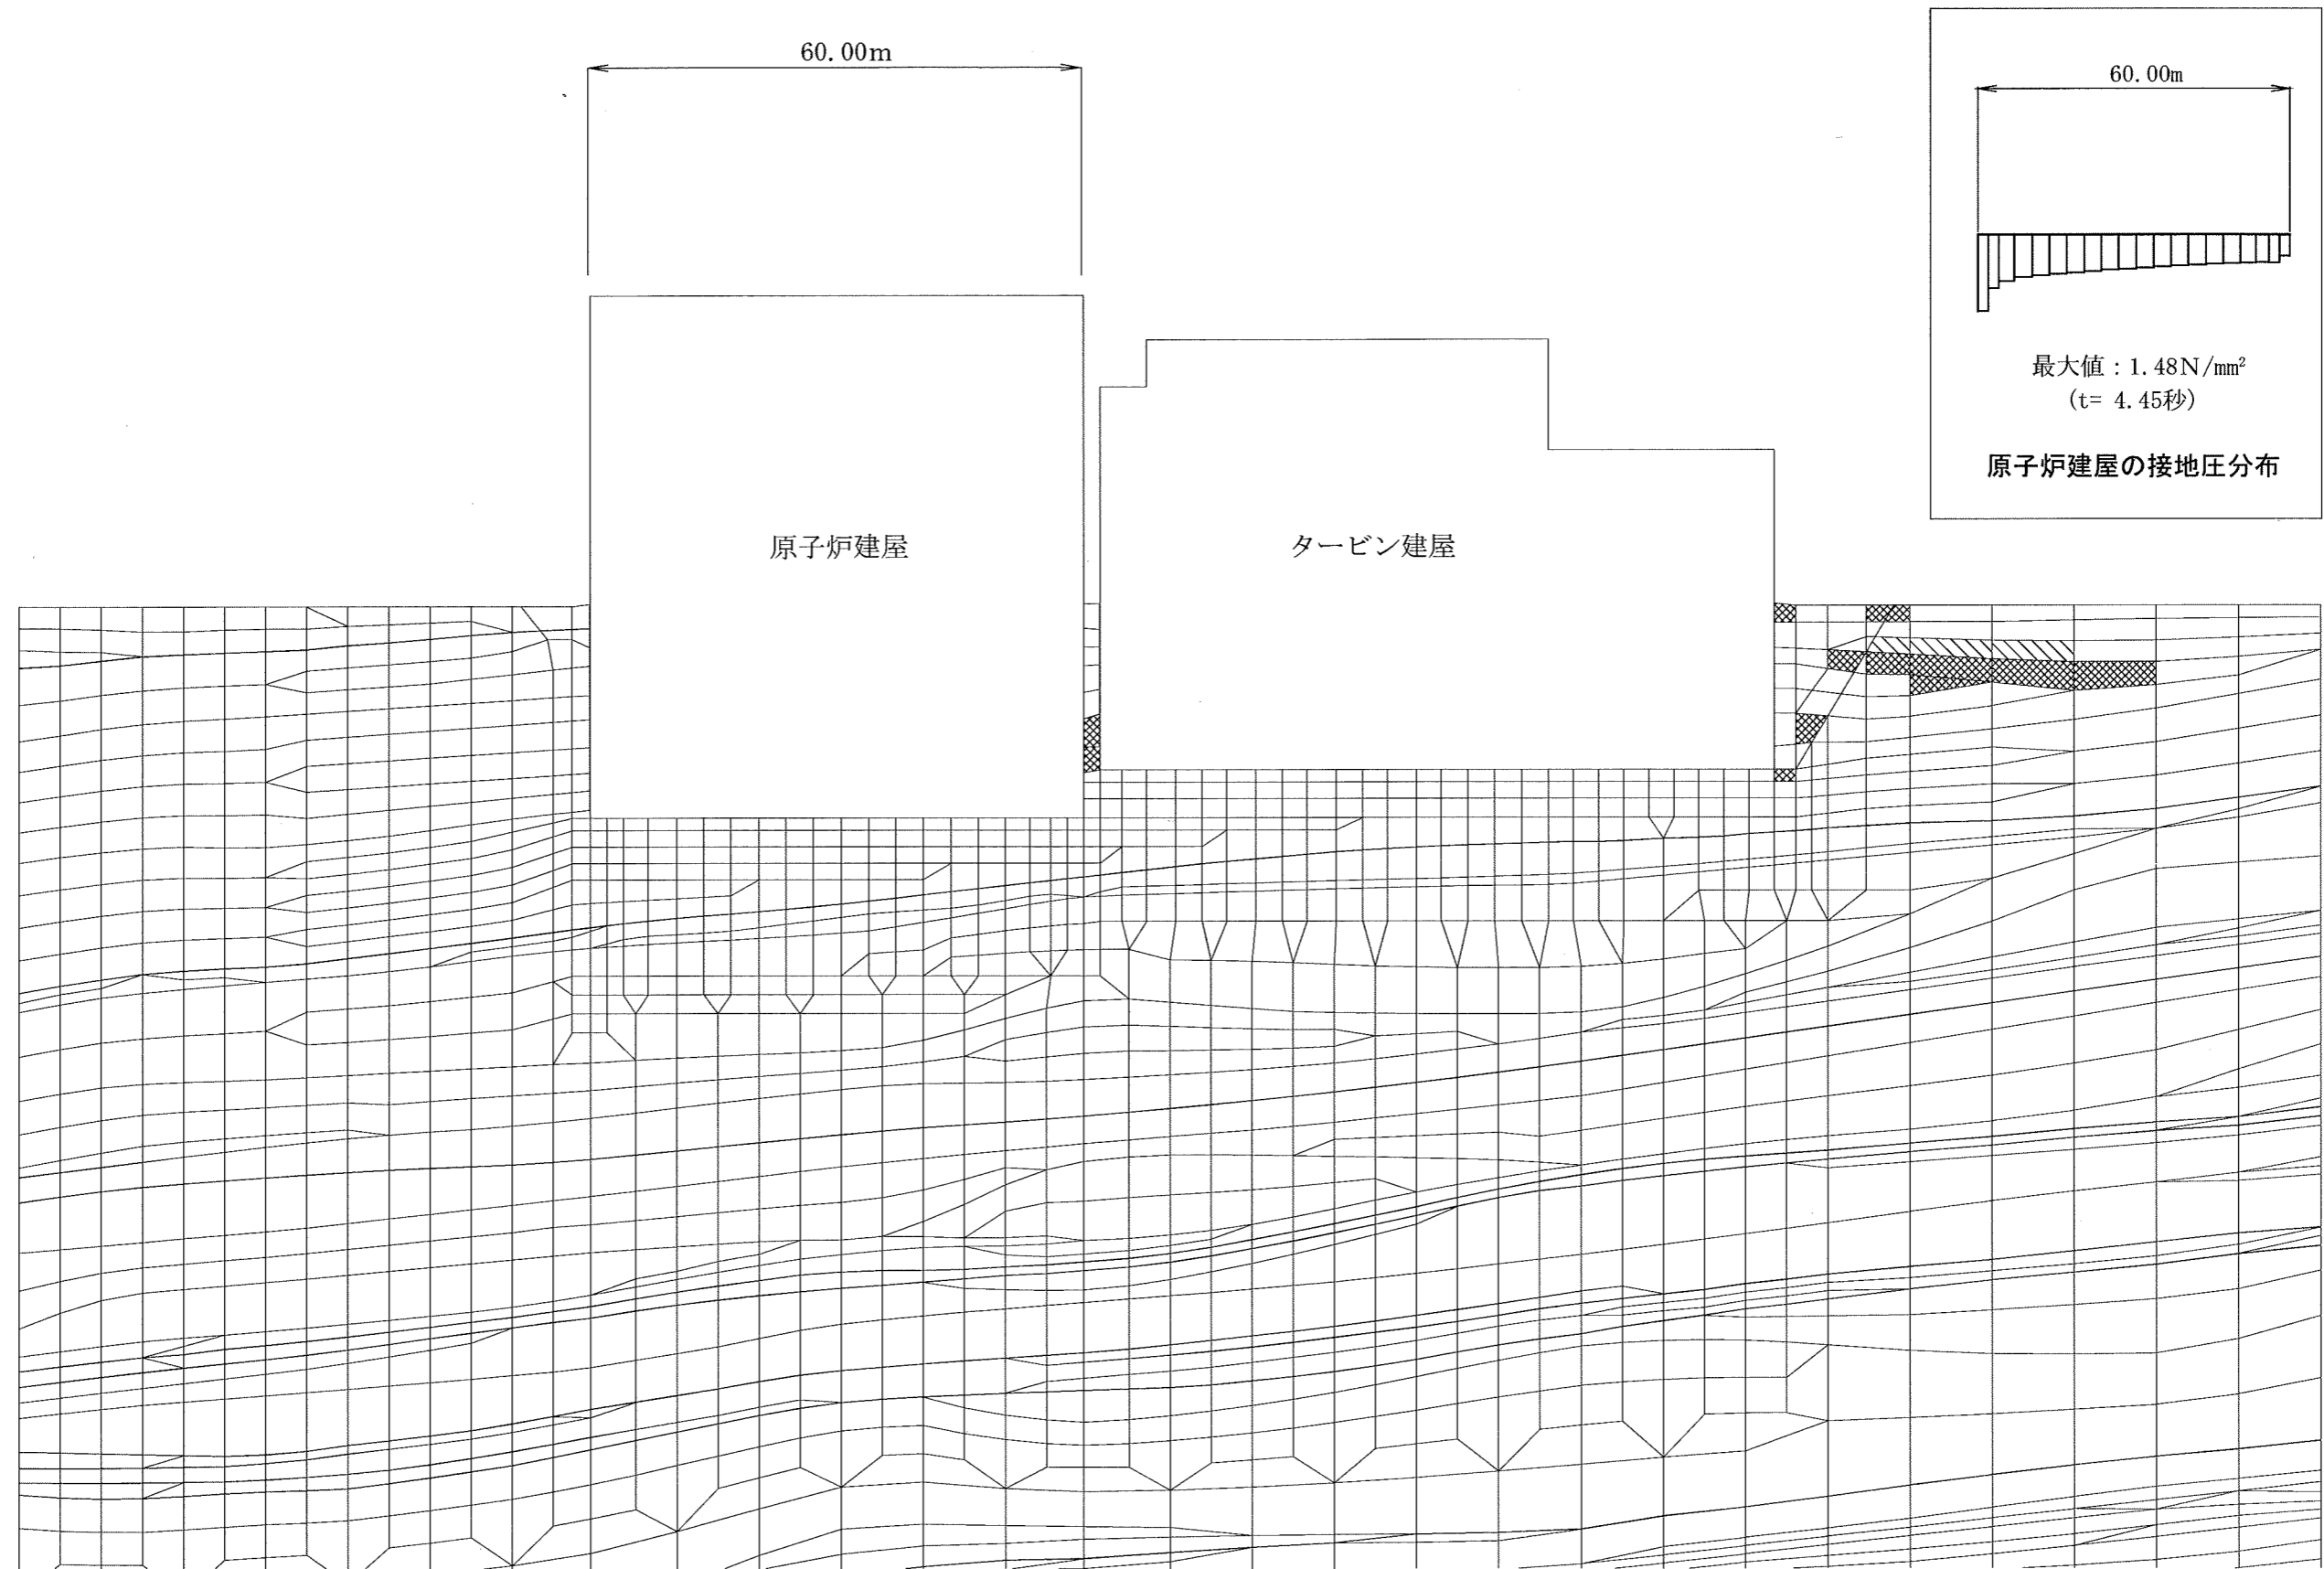 60.00m
原子炉建屋
タービン建屋
60.00m
最大値：1.48N/mm²
(t= 4.45秒)
原子炉建屋の接地圧分布